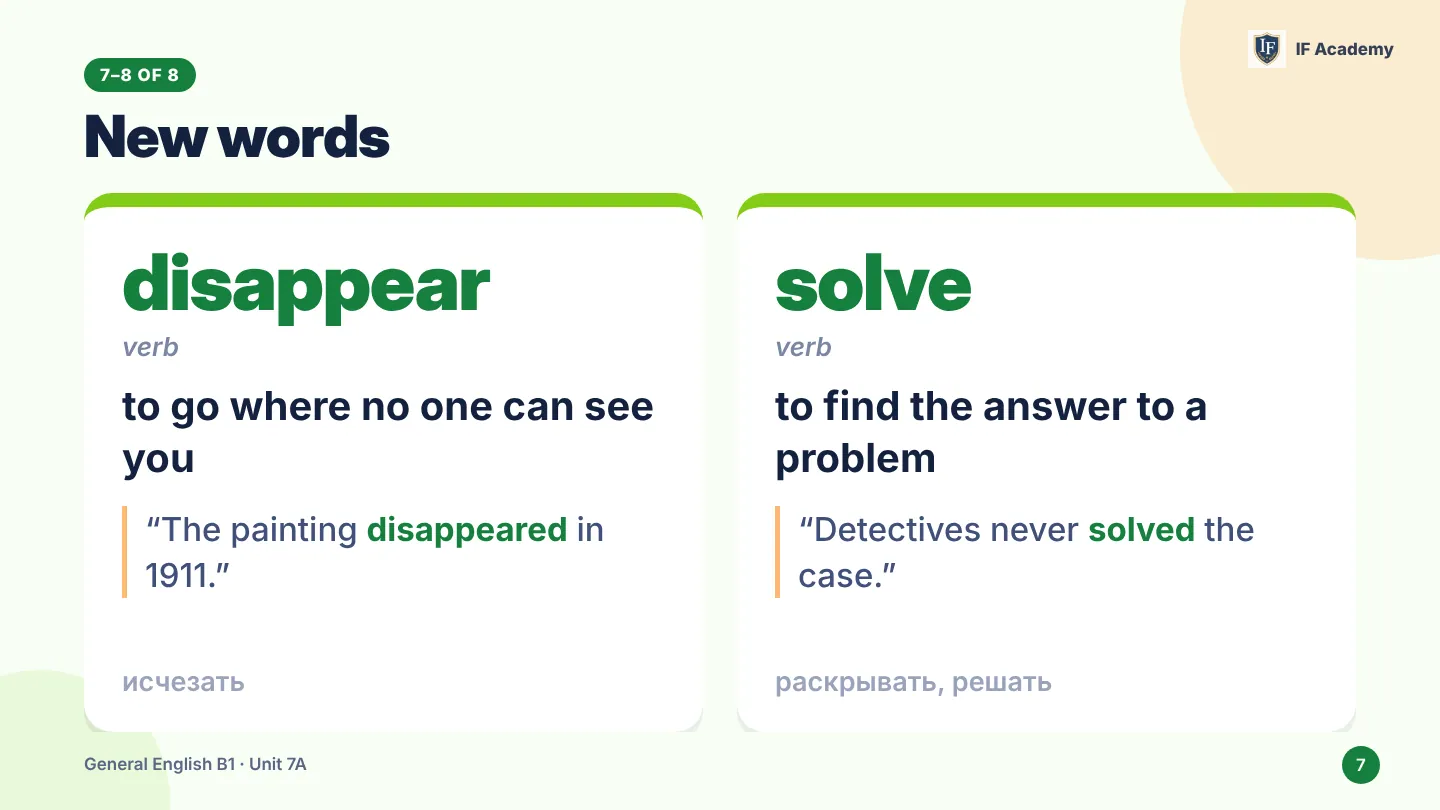 IF Academy
7–8 OF 8
New words
disappear
verb
to go where no one can see
you
“The painting disappeared in
1911.”
исчезать
solve
verb
to find the answer to a
problem
“Detectives never solved the
case.”
раскрывать, решать
General English B1 · Unit 7A
7